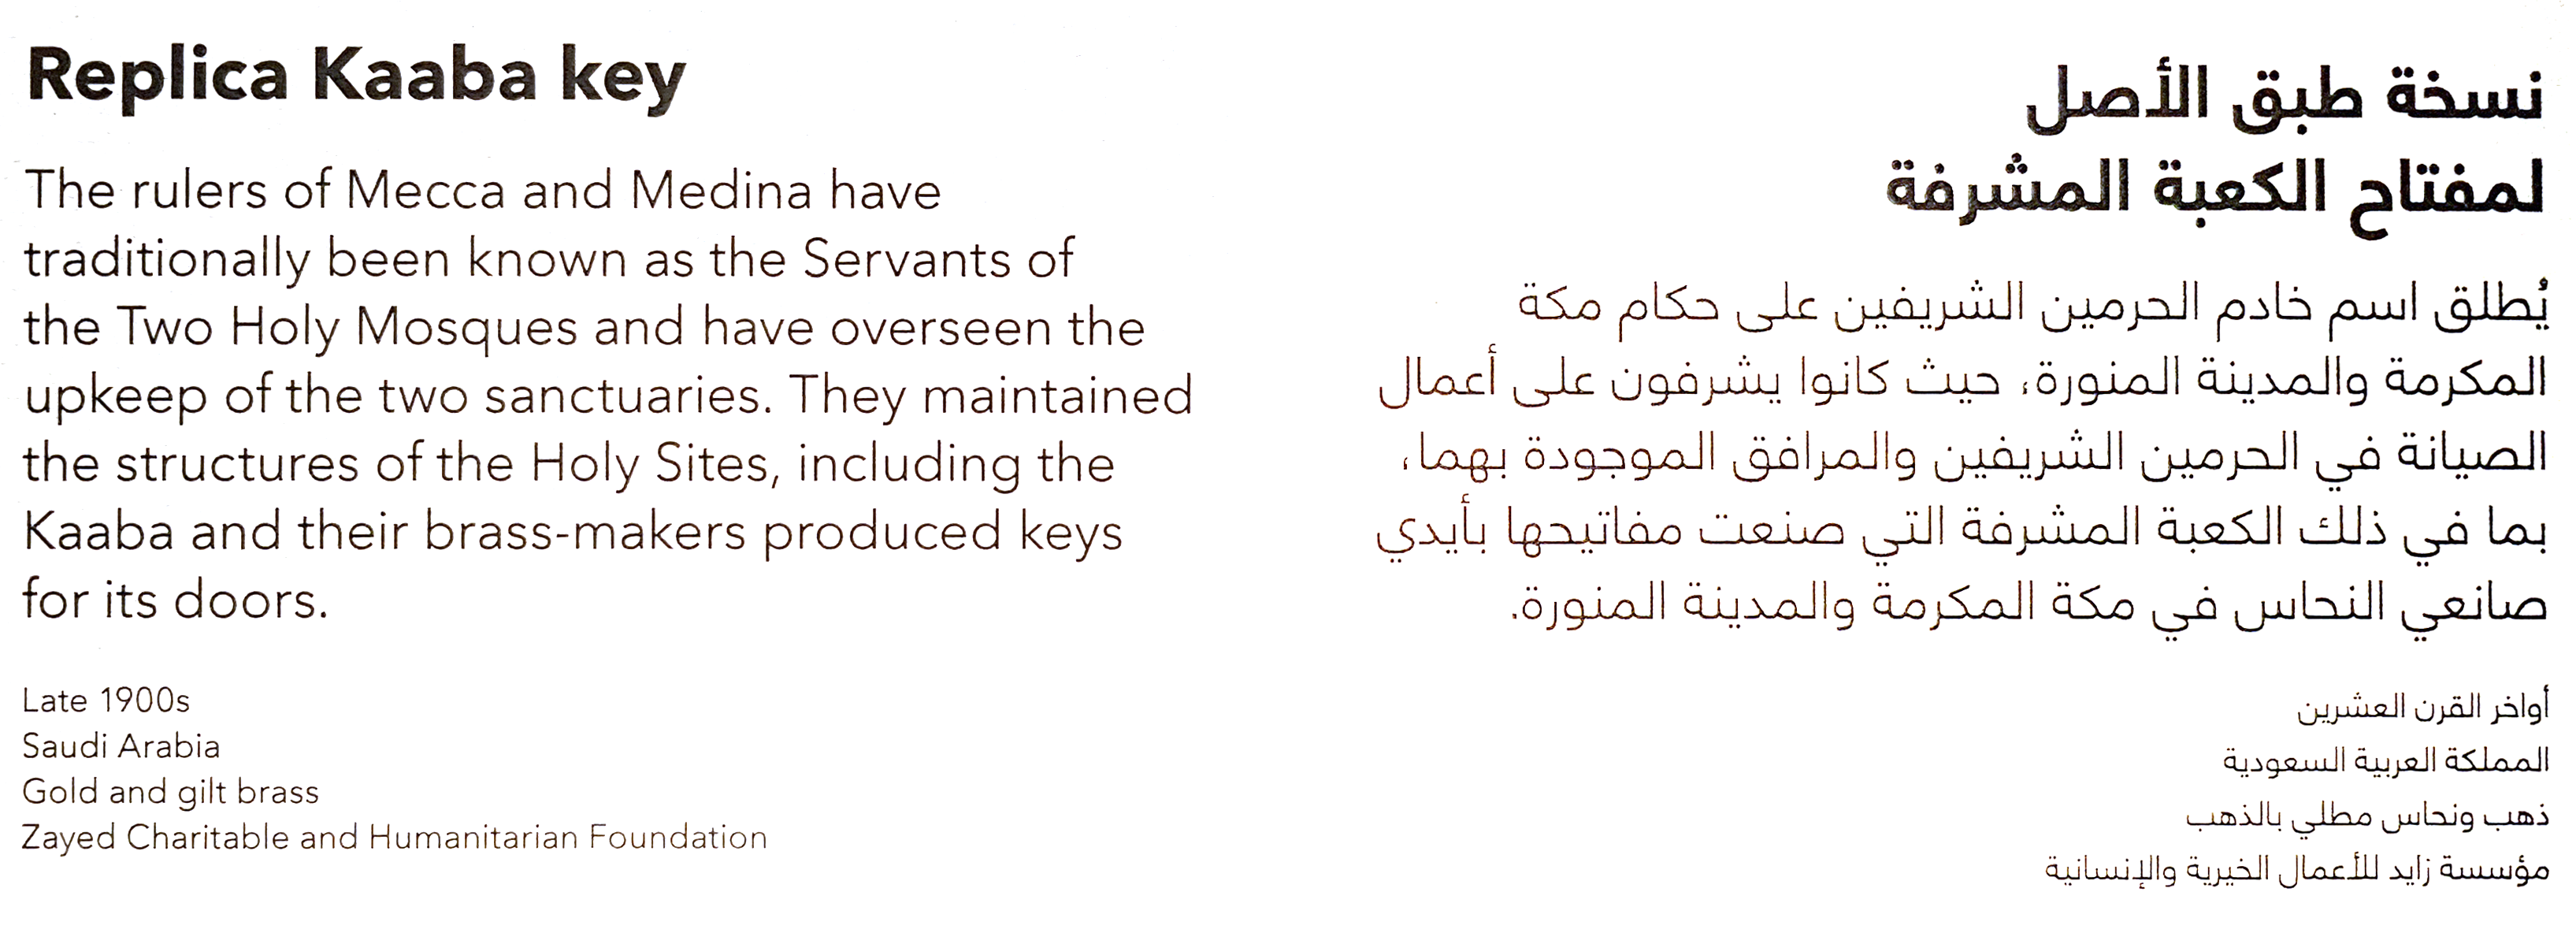 Replica Kaaba key
The rulers of Mecca and Medina have
traditionally been known as the Servants of
the Two Holy Mosques and have overseen the
upkeep of the two sanctuaries. They maintained
the structures of the Holy Sites, including the
Kaaba and their brass-makers produced keys
for its doors.
Late 1900s
Saudi Arabia
Gold and gilt brass
Zayed Charitable and Humanitarian Foundation
نسخة طبق الأصل
لمفتاح الكعبة المشرفة
يُطلق اسم خادم الحرمين الشريفين على حكام مكة
المكرمة والمدينة المنورة، حيث كانوا يشرفون على أعمال
الصيانة في الحرمين الشريفين والمرافق الموجودة بهما،
بما في ذلك الكعبة المشرفة التي صنعت مفاتيحها بأيدي
صانعي النحاس في مكة المكرمة والمدينة المنورة.
أواخر القرن العشرين
المملكة العربية السعودية
ذهب ونحاس مطلي بالذهب
مؤسسة زايد للأعمال الخيرية والإنسانية